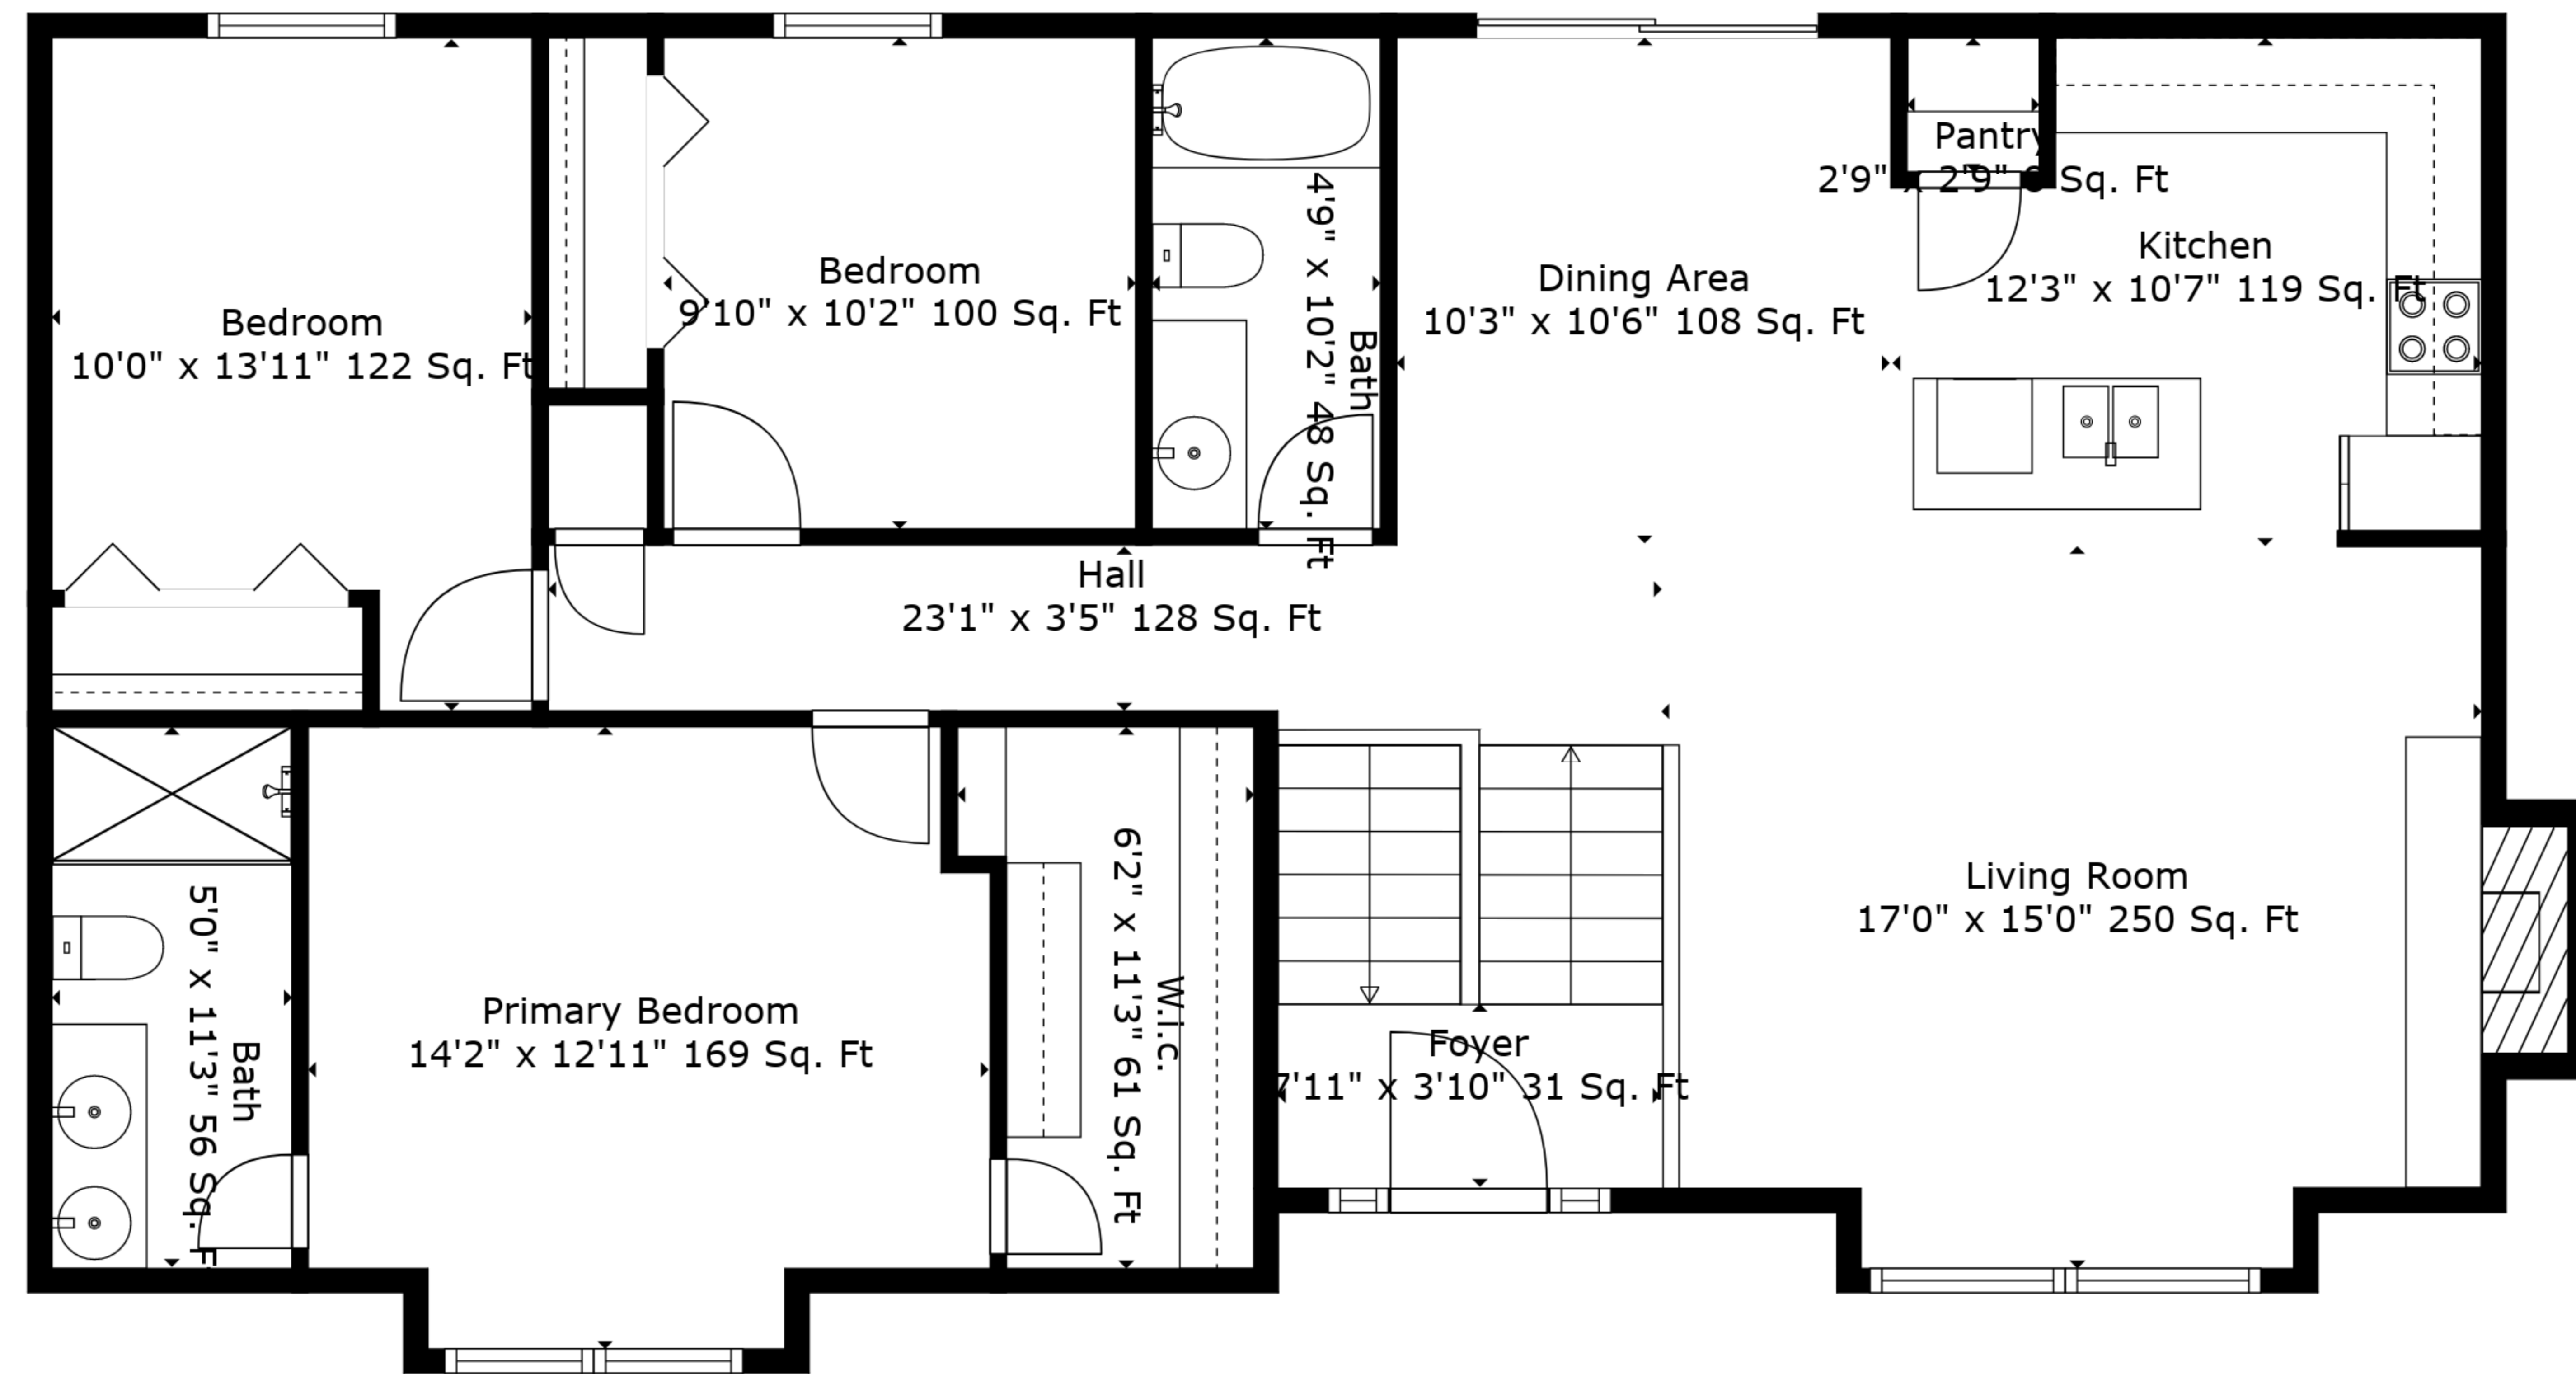 Pantry
2'9" x 2'9" 8 Sq. Ft
Kitchen
12'3" x 10'7" 119 Sq. Ft
Bedroom
9'10" x 10'2" 100 Sq. Ft
Dining Area
10'3" x 10'6" 108 Sq. Ft
Bedroom
10'0" x 13'11" 122 Sq. Ft
Bath
4'9" x 10'2" 48 Sq. Ft
Hall
23'1" x 3'5" 128 Sq. Ft
Living Room
17'0" x 15'0" 250 Sq. Ft
Primary Bedroom
14'2" x 12'11" 169 Sq. Ft
W.i.c.
6'2" x 11'3" 61 Sq. Ft
Foyer
7'11" x 3'10" 31 Sq. Ft
Bath
5'0" x 11'3" 56 Sq. F